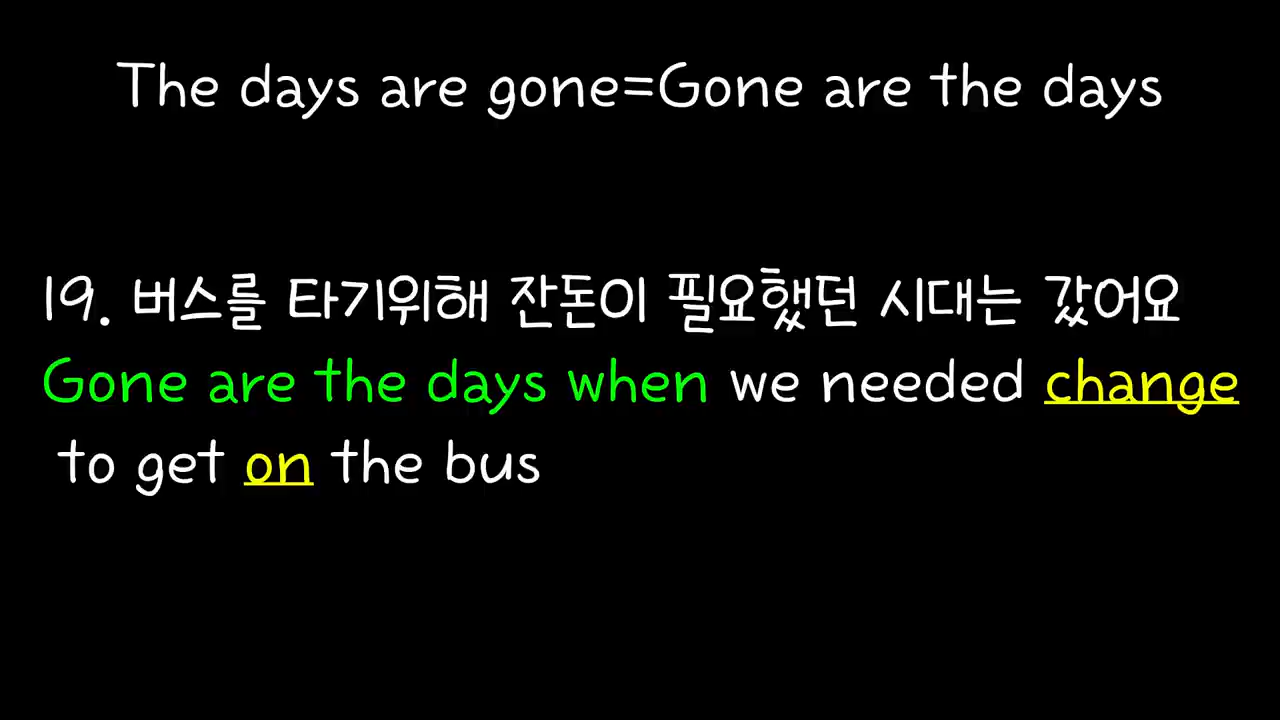 The days are gone=Gone are the days
19. 버스를 타기위해 잔돈이 필요했던 시대는 갔어요
Gone are the days when we needed change
to get on the bus